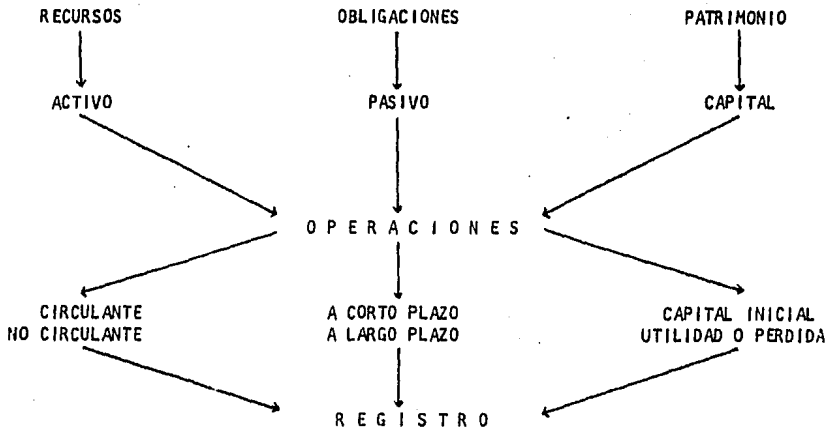 RECURSOS OBLIGACIONES PATRIMONIO
ACTIVO PASIVO CAPITAL
OPERACIONES
CIRCULANTE A CORTO PLAZO CAPITAL INICIAL
NO CIRCULANTE A LARGO PLAZO UTILIDAD O PERDIDA
REGISTRO